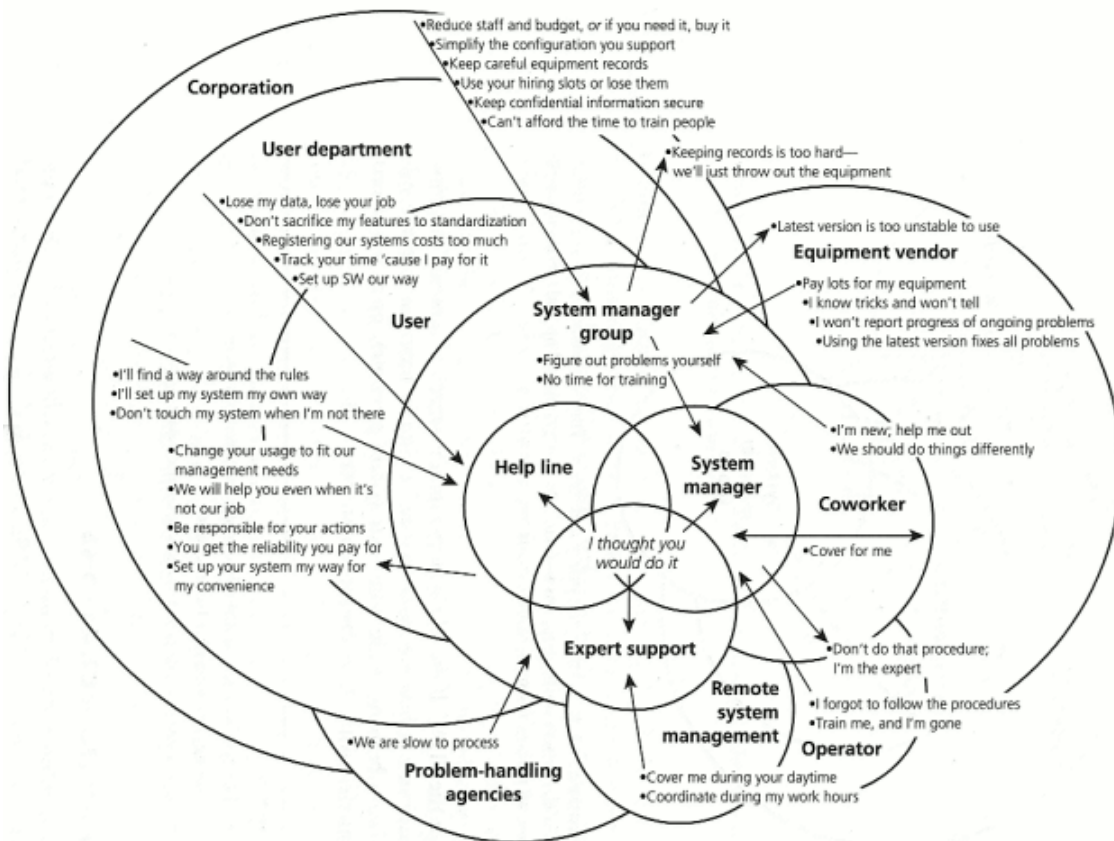 •Reduce staff and budget, or if you need it, buy it
•Simplify the configuration you support
•Keep careful equipment records
•Use your hiring slots or lose them
•Keep confidential information secure
•Can't afford the time to train people
Corporation
User department
•Keeping records is too hard—
we'll just throw out the equipment
•Lose my data, lose your job
•Don't sacrifice my features to standardization
•Registering our systems costs too much
•Track your time 'cause I pay for it
•Set up SW our way
•Latest version is too unstable to use
Equipment vendor
•Pay lots for my equipment
•I know tricks and won't tell
•I won't report progress of ongoing problems
•Using the latest version fixes all problems
User
System manager
group
•Figure out problems yourself
•No time for training
•I'll find a way around the rules
•I'll set up my system my own way
•Don't touch my system when I'm not there
•I'm new; help me out
•We should do things differently
•Change your usage to fit our
management needs
•We will help you even when it's
not our job
•Be responsible for your actions
•You get the reliability you pay for
•Set up your system my way for
my convenience
Help line
System
manager
Coworker
•Cover for me
I thought you
would do it
Expert support
•Don't do that procedure;
I'm the expert
Remote
system
management
•I forgot to follow the procedures
•Train me, and I'm gone
Operator
•We are slow to process
Problem-handling
agencies
•Cover me during your daytime
•Coordinate during my work hours